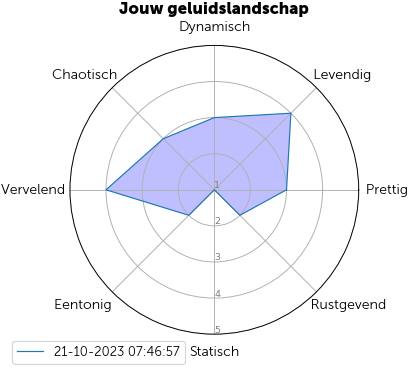 Jouw geluidslandschap
Dynamisch
Chaotisch
Levendig
Vervelend
1
Prettig
2
3
4
Eentonig
Rustgevend
5
21-10-2023 07:46:57
Statisch